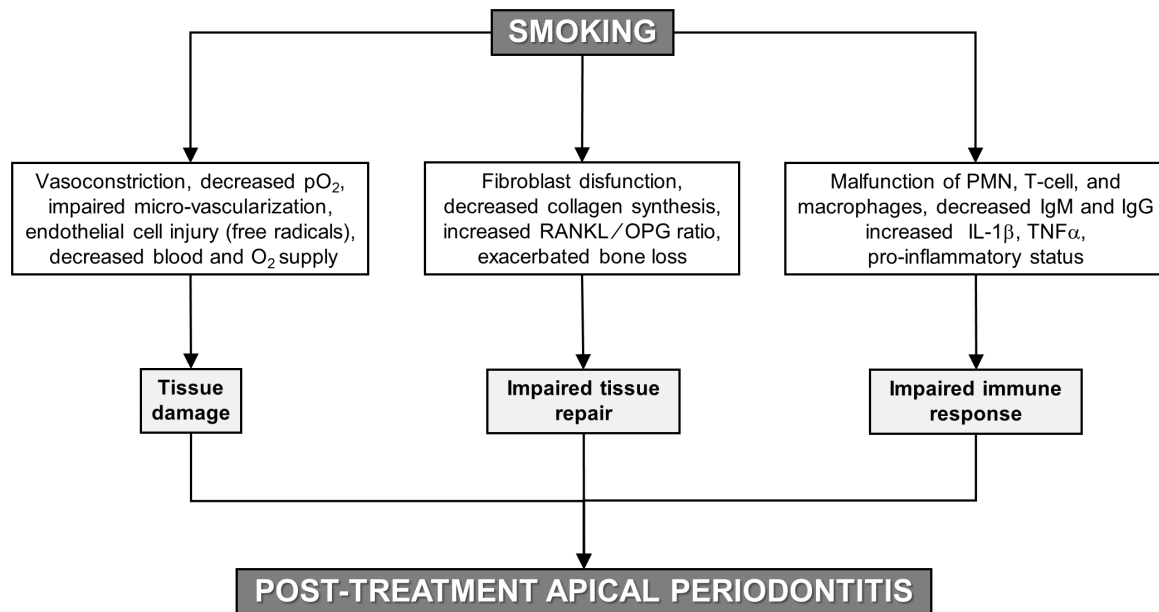 SMOKING
Vasoconstriction, decreased pO₂,
impaired micro-vascularization,
endothelial cell injury (free radicals),
decreased blood and O₂ supply
Fibroblast disfunction,
decreased collagen synthesis,
increased RANKL/OPG ratio,
exacerbated bone loss
Malfunction of PMN, T-cell, and
macrophages, decreased IgM and IgG
increased IL-1β, TNFα,
pro-inflammatory status
Tissue
damage
Impaired tissue
repair
Impaired immune
response
POST-TREATMENT APICAL PERIODONTITIS